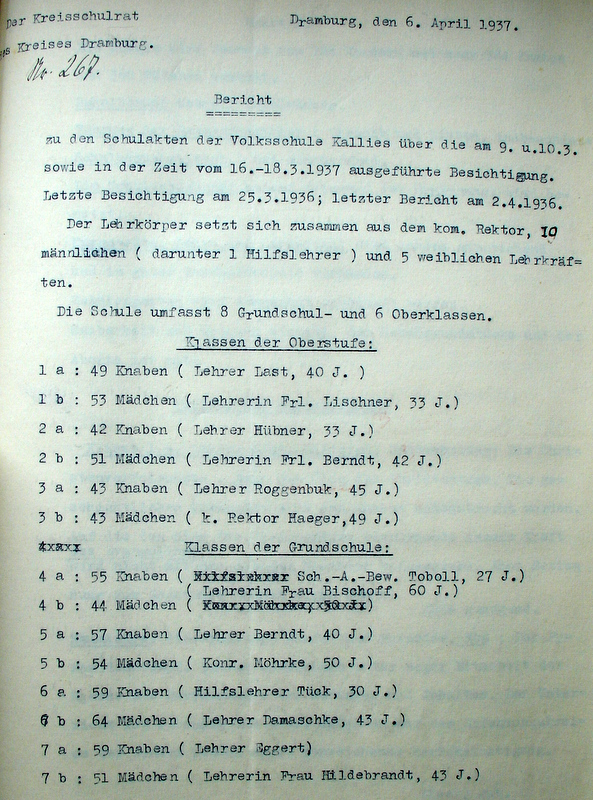 Der Kreisschulrat
des Kreises Dramburg.
Dramburg, den 6. April 1937.
Nr. 267.
Bericht
zu den Schulakten der Volksschule Kallies über die am 9. u.10.3.
sowie in der Zeit vom 16.-18.3.1937 ausgeführte Besichtigung.
Letzte Besichtigung am 25.3.1936; letzter Bericht am 2.4.1936.
Der Lehrkörper setzt sich zusammen aus dem kom. Rektor, 10
männlichen ( darunter 1 Hilfslehrer ) und 5 weiblichen Lehrkräf=
ten.
Die Schule umfasst 8 Grundschul- und 6 Oberklassen.
Klassen der Oberstufe:
1 a : 49 Knaben ( Lehrer Last, 40 J. )
1 b : 53 Mädchen ( Lehrerin Frl. Lischner, 33 J.)
2 a : 42 Knaben ( Lehrer Hübner, 33 J.)
2 b : 51 Mädchen ( Lehrerin Frl. Berndt, 42 J.)
3 a : 43 Knaben ( Lehrer Roggenbuk, 45 J.)
3 b : 43 Mädchen ( k. Rektor Haeger,49 J.)
Klassen der Grundschule:
4 a : 55 Knaben ( Hilfslehrer Sch.-A.-Bew. Toboll, 27 J.)
( Lehrerin Frau Bischoff, 60 J.)
4 b : 44 Mädchen ( )
5 a : 57 Knaben ( Lehrer Berndt, 40 J.)
5 b : 54 Mädchen ( Konr. Möhrke, 50 J.)
6 a : 59 Knaben ( Hilfslehrer Tück, 30 J.)
6 b : 64 Mädchen ( Lehrer Damaschke, 43 J.)
7 a : 59 Knaben ( Lehrer Eggert)
7 b : 51 Mädchen ( Lehrerin Frau Hildebrandt, 43 J.)